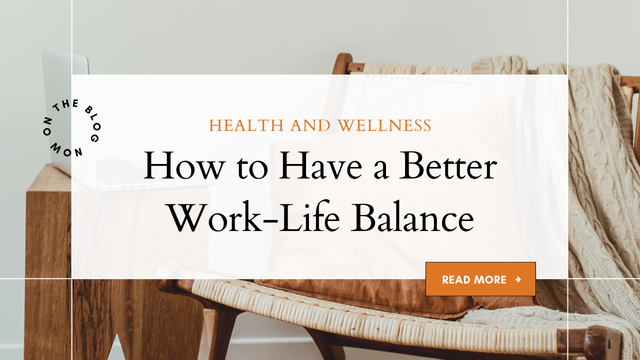 NOW ON THE BLOG
HEALTH AND WELLNESS
How to Have a Better
Work-Life Balance
READ MORE